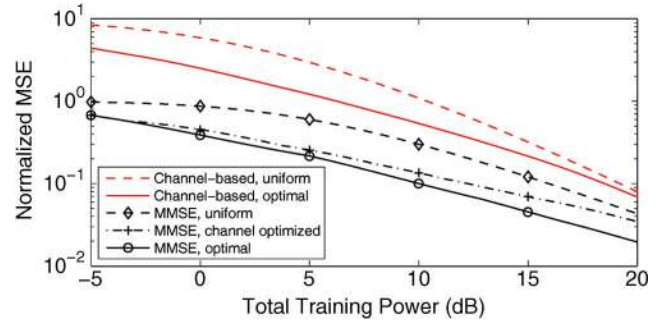 10^1
10^0
10^-1
10^-2
Normalized MSE
Channel-based, uniform
Channel-based, optimal
MMSE, uniform
MMSE, channel optimized
MMSE, optimal
−5 0 5 10 15 20
Total Training Power (dB)